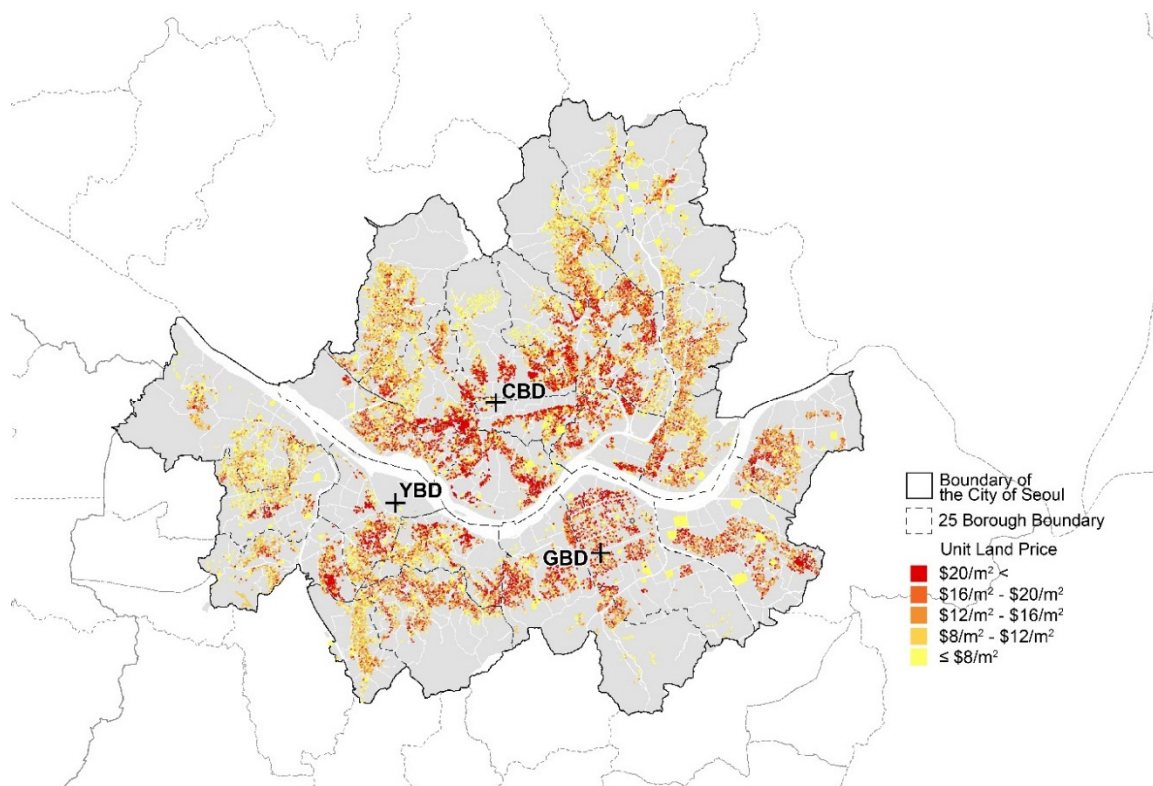 CBD
YBD
GBD
Boundary of
the City of Seoul
25 Borough Boundary
Unit Land Price
$20/m² <
$16/m² - $20/m²
$12/m² - $16/m²
$8/m² - $12/m²
≤ $8/m²